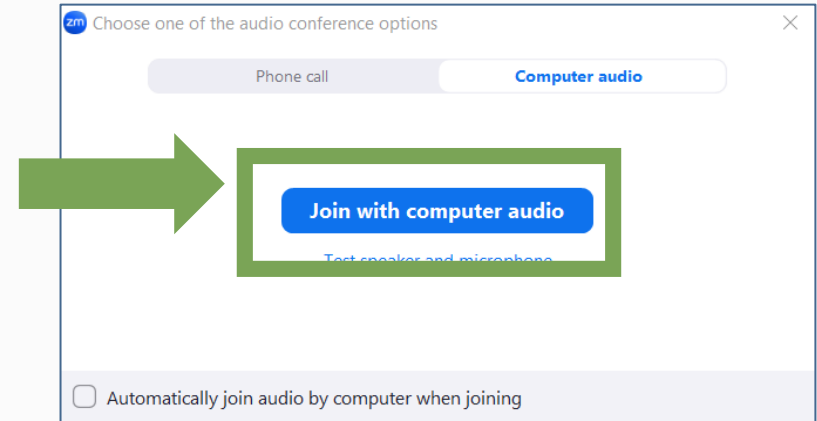 zm Choose one of the audio conference options
Phone call Computer audio
Join with computer audio
Test speaker and microphone
Automatically join audio by computer when joining